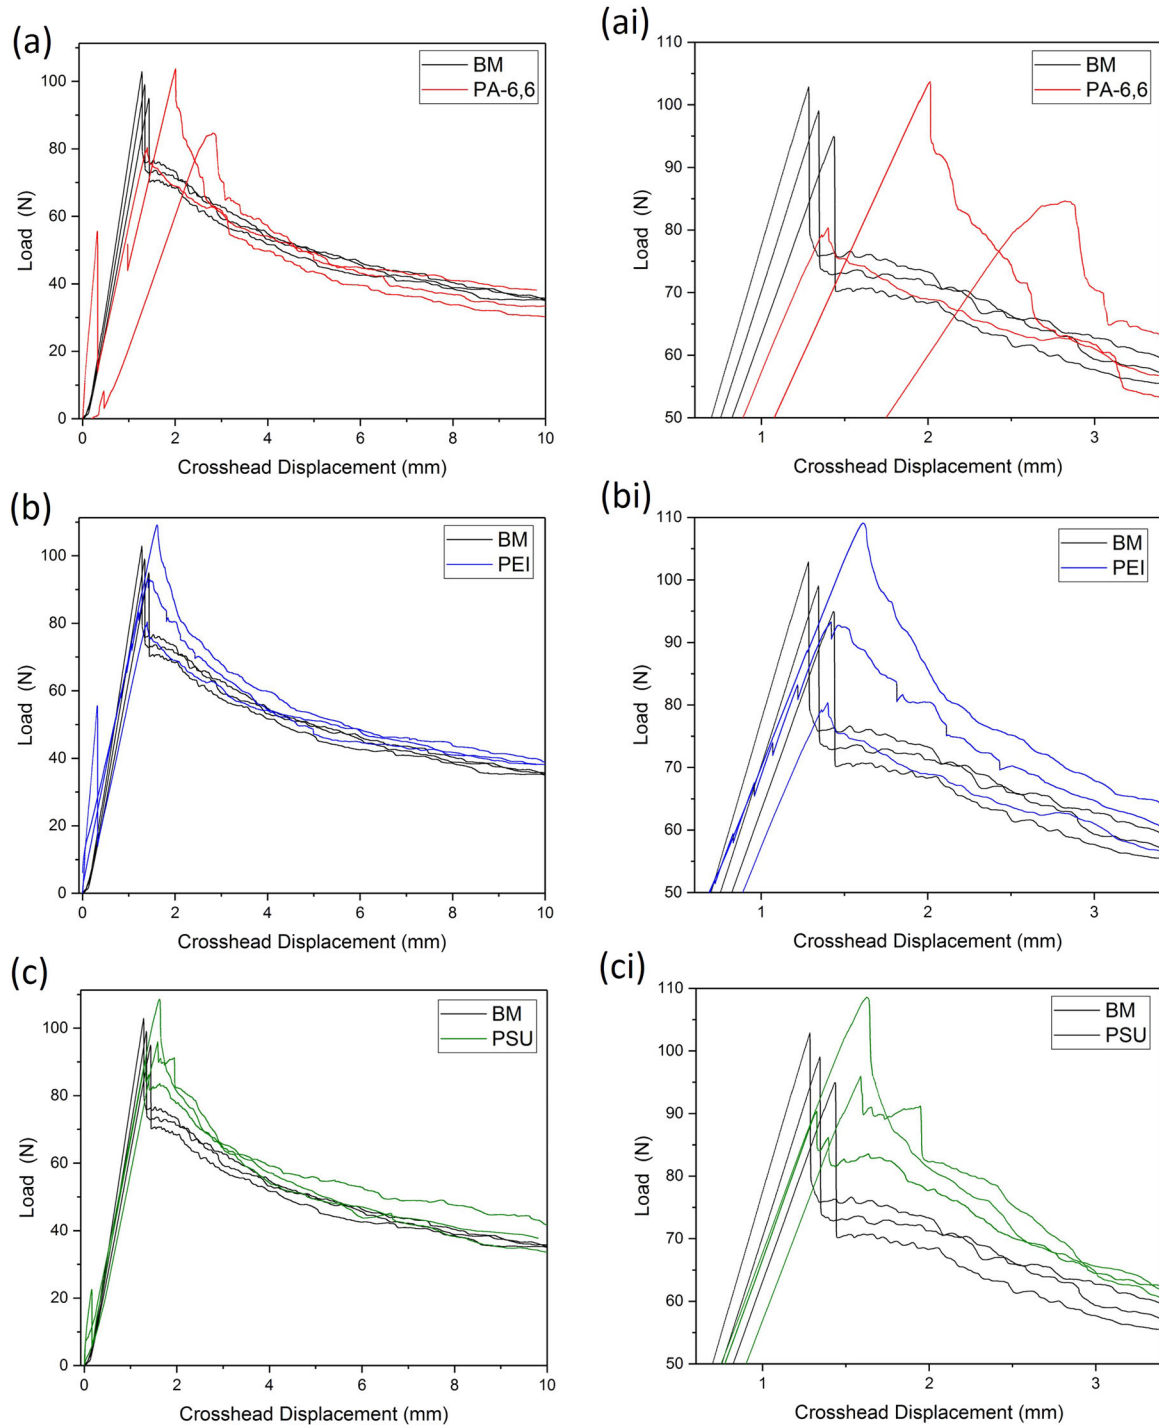 (a)
BM
PA-6,6
Load (N)
100
80
60
40
20
0
0 2 4 6 8 10
Crosshead Displacement (mm)
(ai)
BM
PA-6,6
Load (N)
110
100
90
80
70
60
50
1 2 3
Crosshead Displacement (mm)
(b)
BM
PEI
Load (N)
100
80
60
40
20
0
0 2 4 6 8 10
Crosshead Displacement (mm)
(bi)
BM
PEI
Load (N)
110
100
90
80
70
60
50
1 2 3
Crosshead Displacement (mm)
(c)
BM
PSU
Load (N)
100
80
60
40
20
0
0 2 4 6 8 10
Crosshead Displacement (mm)
(ci)
BM
PSU
Load (N)
110
100
90
80
70
60
50
1 2 3
Crosshead Displacement (mm)